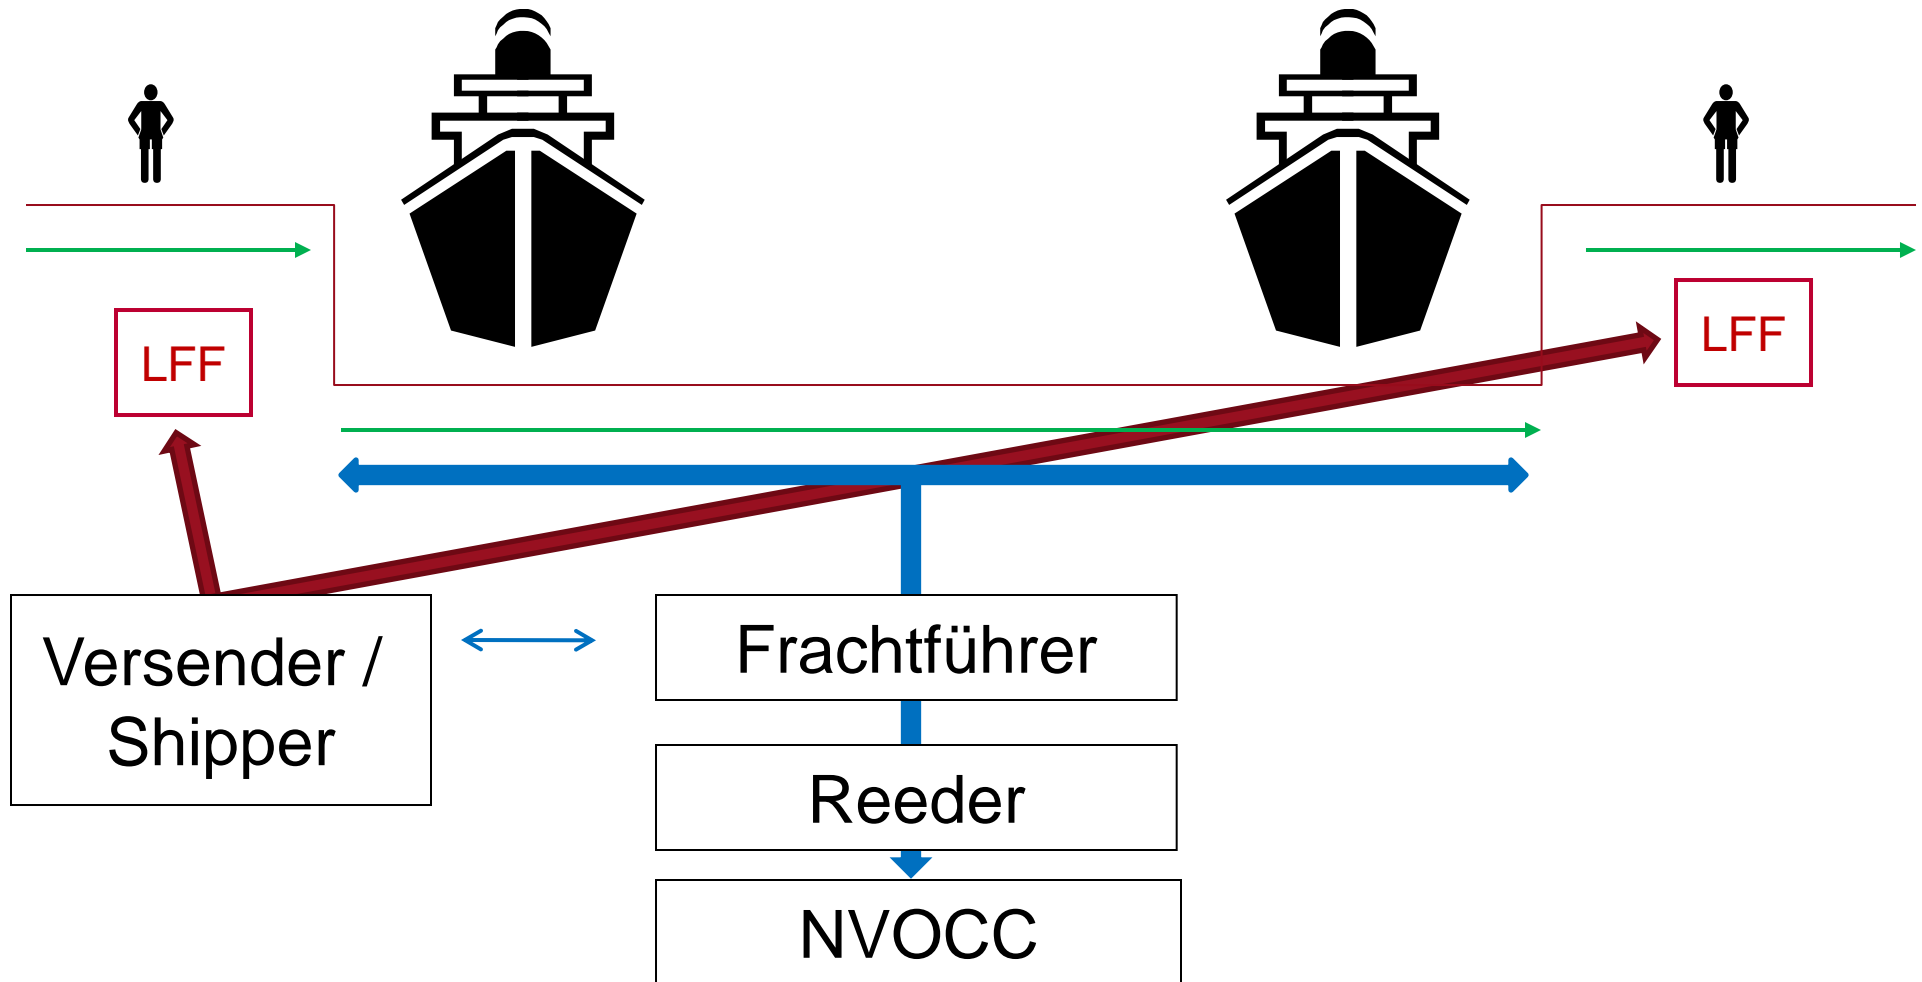 LFF
LFF
Versender /
Shipper
Frachtführer
Reeder
NVOCC